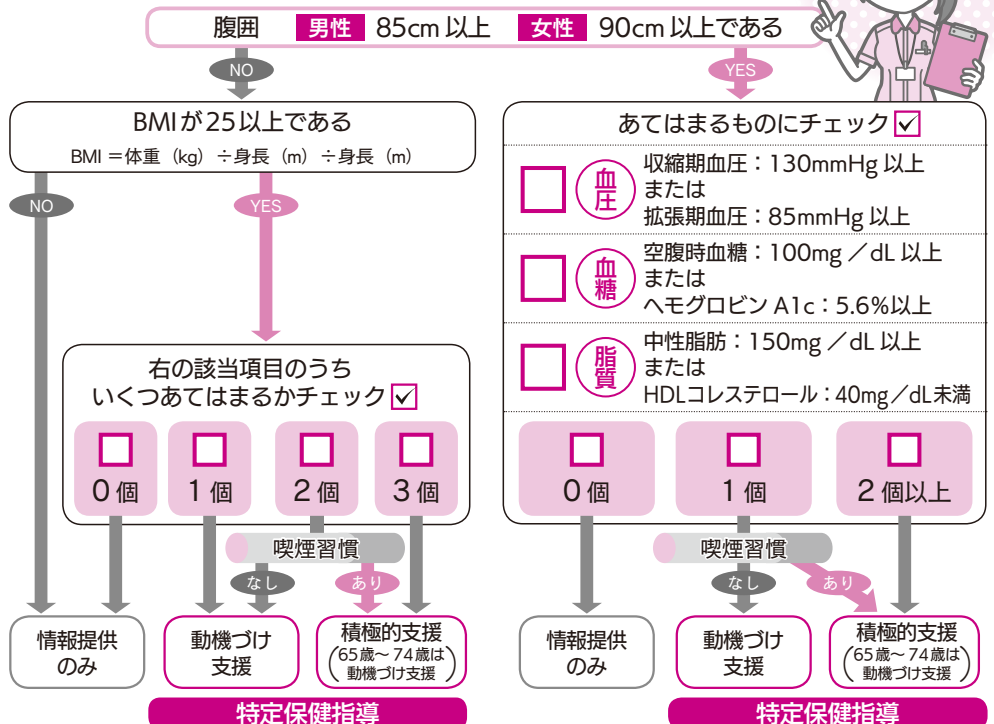 腹囲 男性 85cm 以上 女性 90cm 以上である
NO
YES
BMIが25以上である
BMI＝体重（kg）÷身長（m）÷身長（m）
NO
YES
右の該当項目のうち
いくつあてはまるかチェック
0個 1個 2個 3個
喫煙習慣
なし あり
情報提供
のみ
動機づけ
支援
積極的支援
（65歳～74歳は
動機づけ支援）
特定保健指導
あてはまるものにチェック
血圧
収縮期血圧：130mmHg 以上
または
拡張期血圧：85mmHg 以上
血糖
空腹時血糖：100mg／dL 以上
または
ヘモグロビン A1c：5.6％以上
脂質
中性脂肪：150mg／dL 以上
または
HDLコレステロール：40mg／dL未満
0個 1個 2個以上
喫煙習慣
なし あり
情報提供
のみ
動機づけ
支援
積極的支援
（65歳～74歳は
動機づけ支援）
特定保健指導